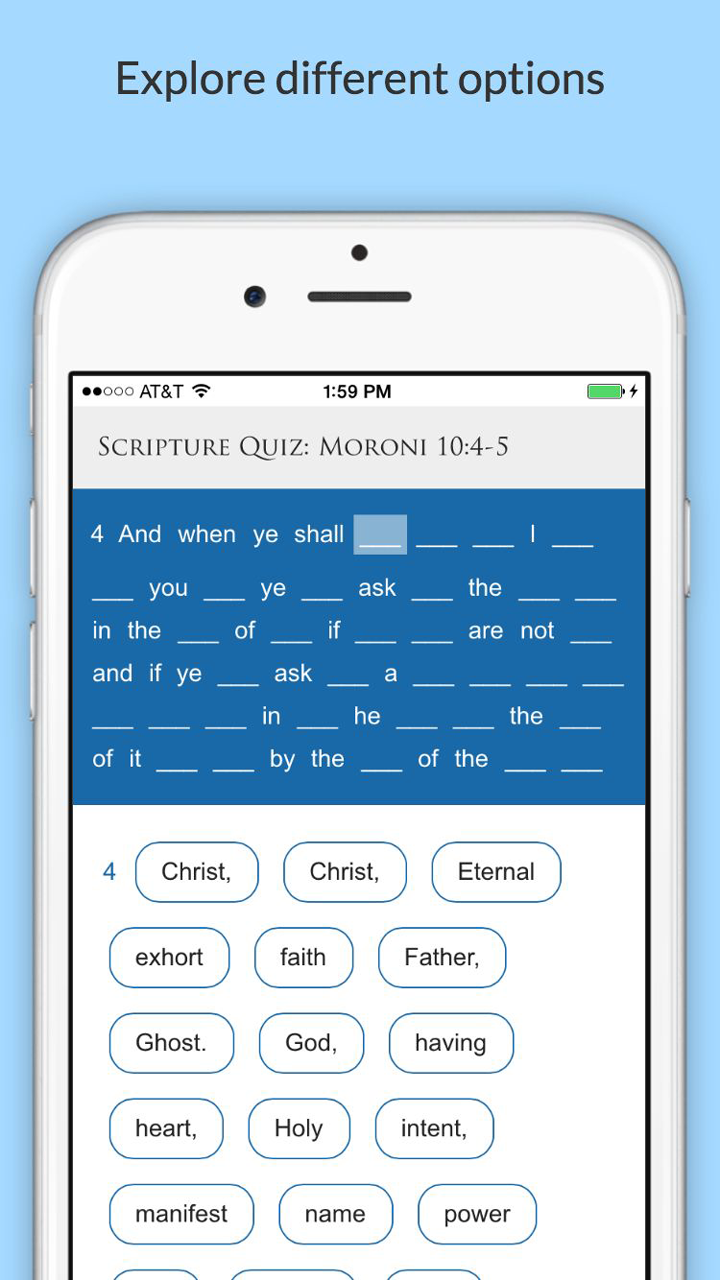 Explore different options
AT&T 1:59 PM
SCRIPTURE QUIZ: MORONI 10:4-5
4 And when ye shall ___ ___ ___ I ___
___ you ___ ye ___ ask ___ the ___ ___
in the ___ of ___ if ___ ___ are not ___
and if ye ___ ask ___ a ___ ___ ___ ___
___ ___ ___ in ___ he ___ ___ the ___
of it ___ ___ by the ___ of the ___ ___
4 Christ, Christ, Eternal
exhort faith Father,
Ghost. God, having
heart, Holy intent,
manifest name power